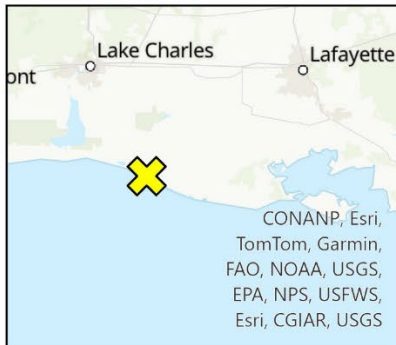 Lake Charles
Lafayette
ont
CONANP, Esri,
TomTom, Garmin,
FAO, NOAA, USGS,
EPA, NPS, USFWS,
Esri, CGIAR, USGS